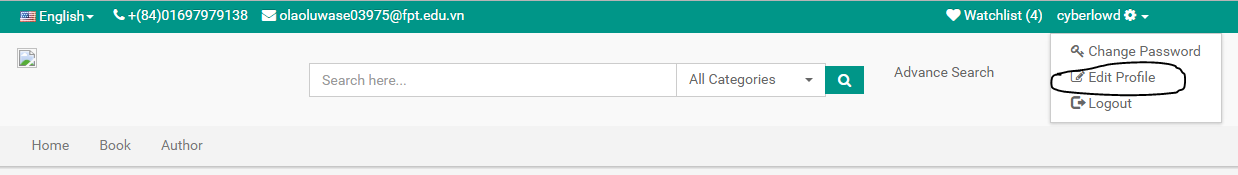 English +(84)01697979138 olaoluwase03975@fpt.edu.vn Watchlist (4) cyberlowd
Change Password
Search here... All Categories Advance Search
Edit Profile
Logout
Home Book Author